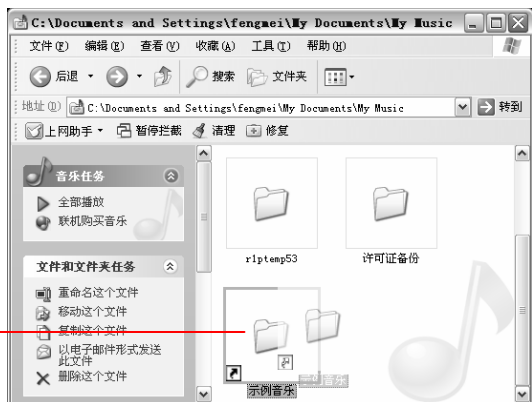 C:\Documents and Settings\fengmei\My Documents\My Music
文件(F) 编辑(E) 查看(V) 收藏(A) 工具(T) 帮助(H)
后退 搜索 文件夹
地址(D) C:\Documents and Settings\fengmei\My Documents\My Music 转到
上网助手 暂停拦截 清理 修复
音乐任务
全部播放
联机购买音乐
文件和文件夹任务
重命名这个文件
移动这个文件
复制这个文件
以电子邮件形式发送
此文件
删除这个文件
r1ptemp53 许可证备份
示例音乐 示例音乐